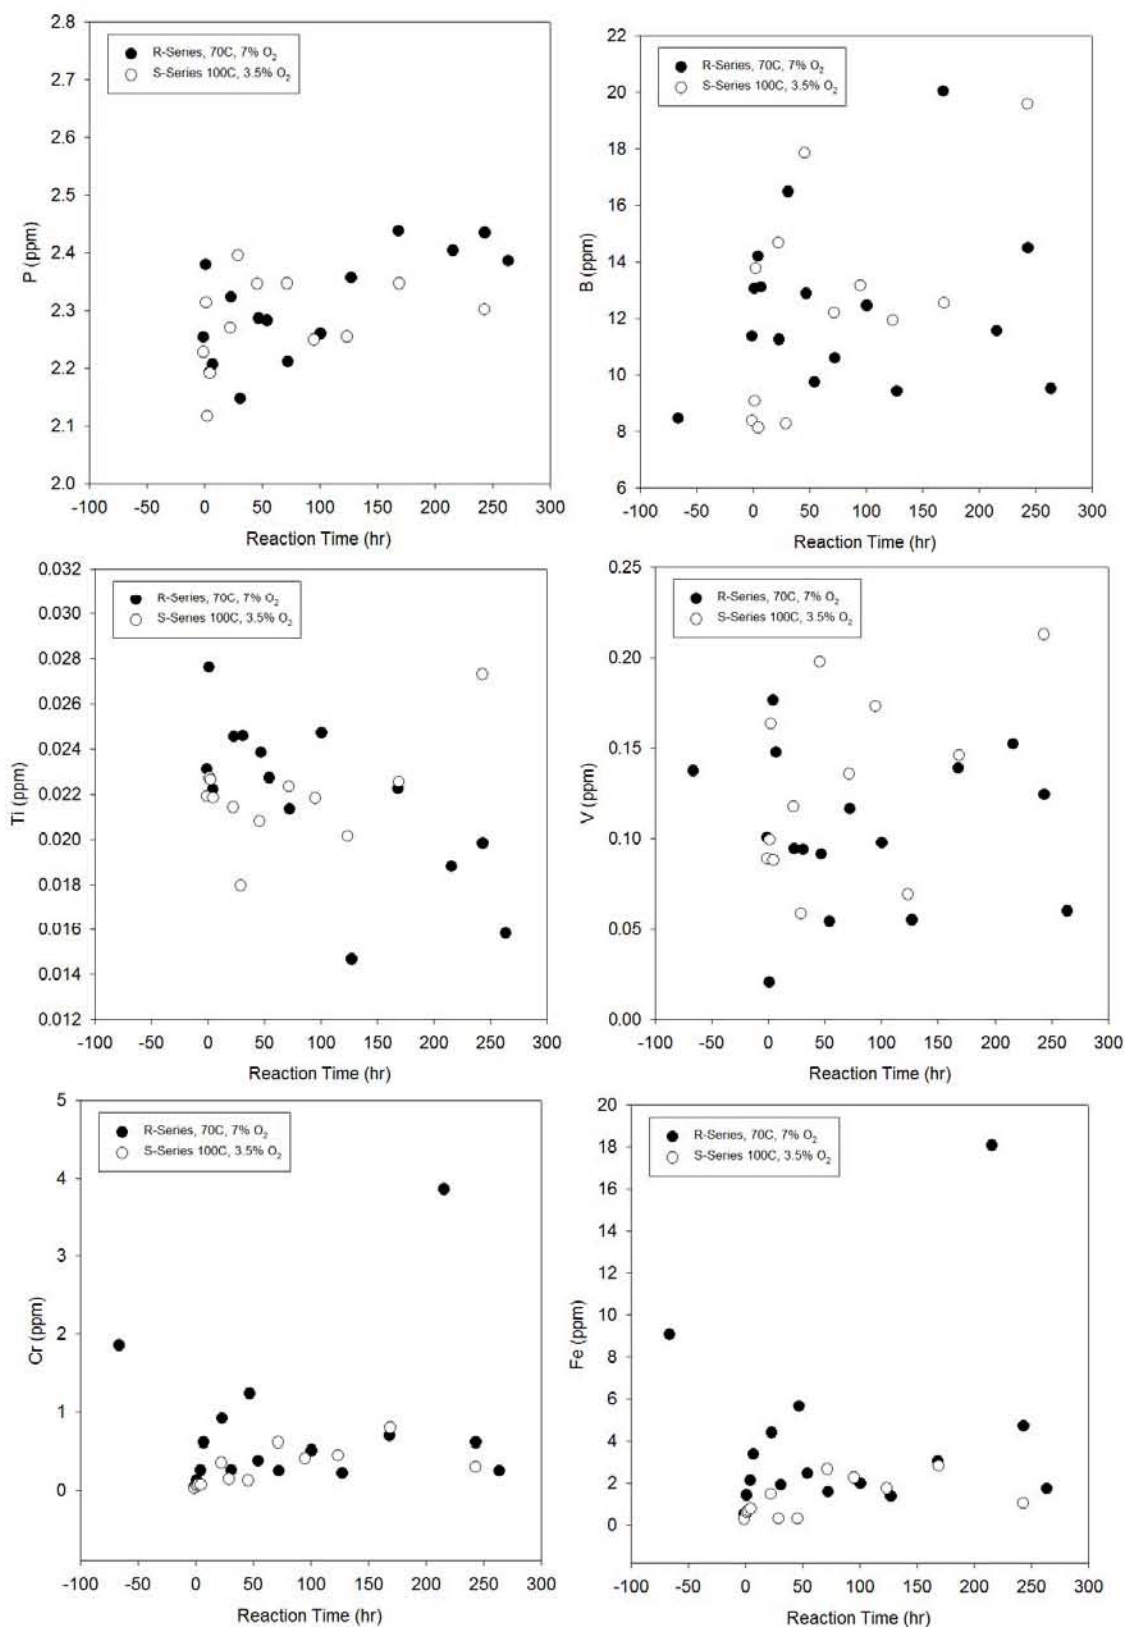 2.8
2.7
2.6
2.5
2.4
2.3
2.2
2.1
2.0
P (ppm)
R-Series, 70C, 7% O2
S-Series 100C, 3.5% O2
-100 -50 0 50 100 150 200 250 300
Reaction Time (hr)
22
20
18
16
14
12
10
8
6
B (ppm)
R-Series, 70C, 7% O2
S-Series 100C, 3.5% O2
-100 -50 0 50 100 150 200 250 300
Reaction Time (hr)
0.032
0.030
0.028
0.026
0.024
0.022
0.020
0.018
0.016
0.014
0.012
Ti (ppm)
R-Series, 70C, 7% O2
S-Series 100C, 3.5% O2
-100 -50 0 50 100 150 200 250 300
Reaction Time (hr)
0.25
0.20
0.15
0.10
0.05
0.00
V (ppm)
R-Series, 70C, 7% O2
S-Series 100C, 3.5% O2
-100 -50 0 50 100 150 200 250 300
Reaction Time (hr)
5
4
3
2
1
0
Cr (ppm)
R-Series, 70C, 7% O2
S-Series 100C, 3.5% O2
-100 -50 0 50 100 150 200 250 300
Reaction Time (hr)
20
18
16
14
12
10
8
6
4
2
0
Fe (ppm)
R-Series, 70C, 7% O2
S-Series 100C, 3.5% O2
-100 -50 0 50 100 150 200 250 300
Reaction Time (hr)